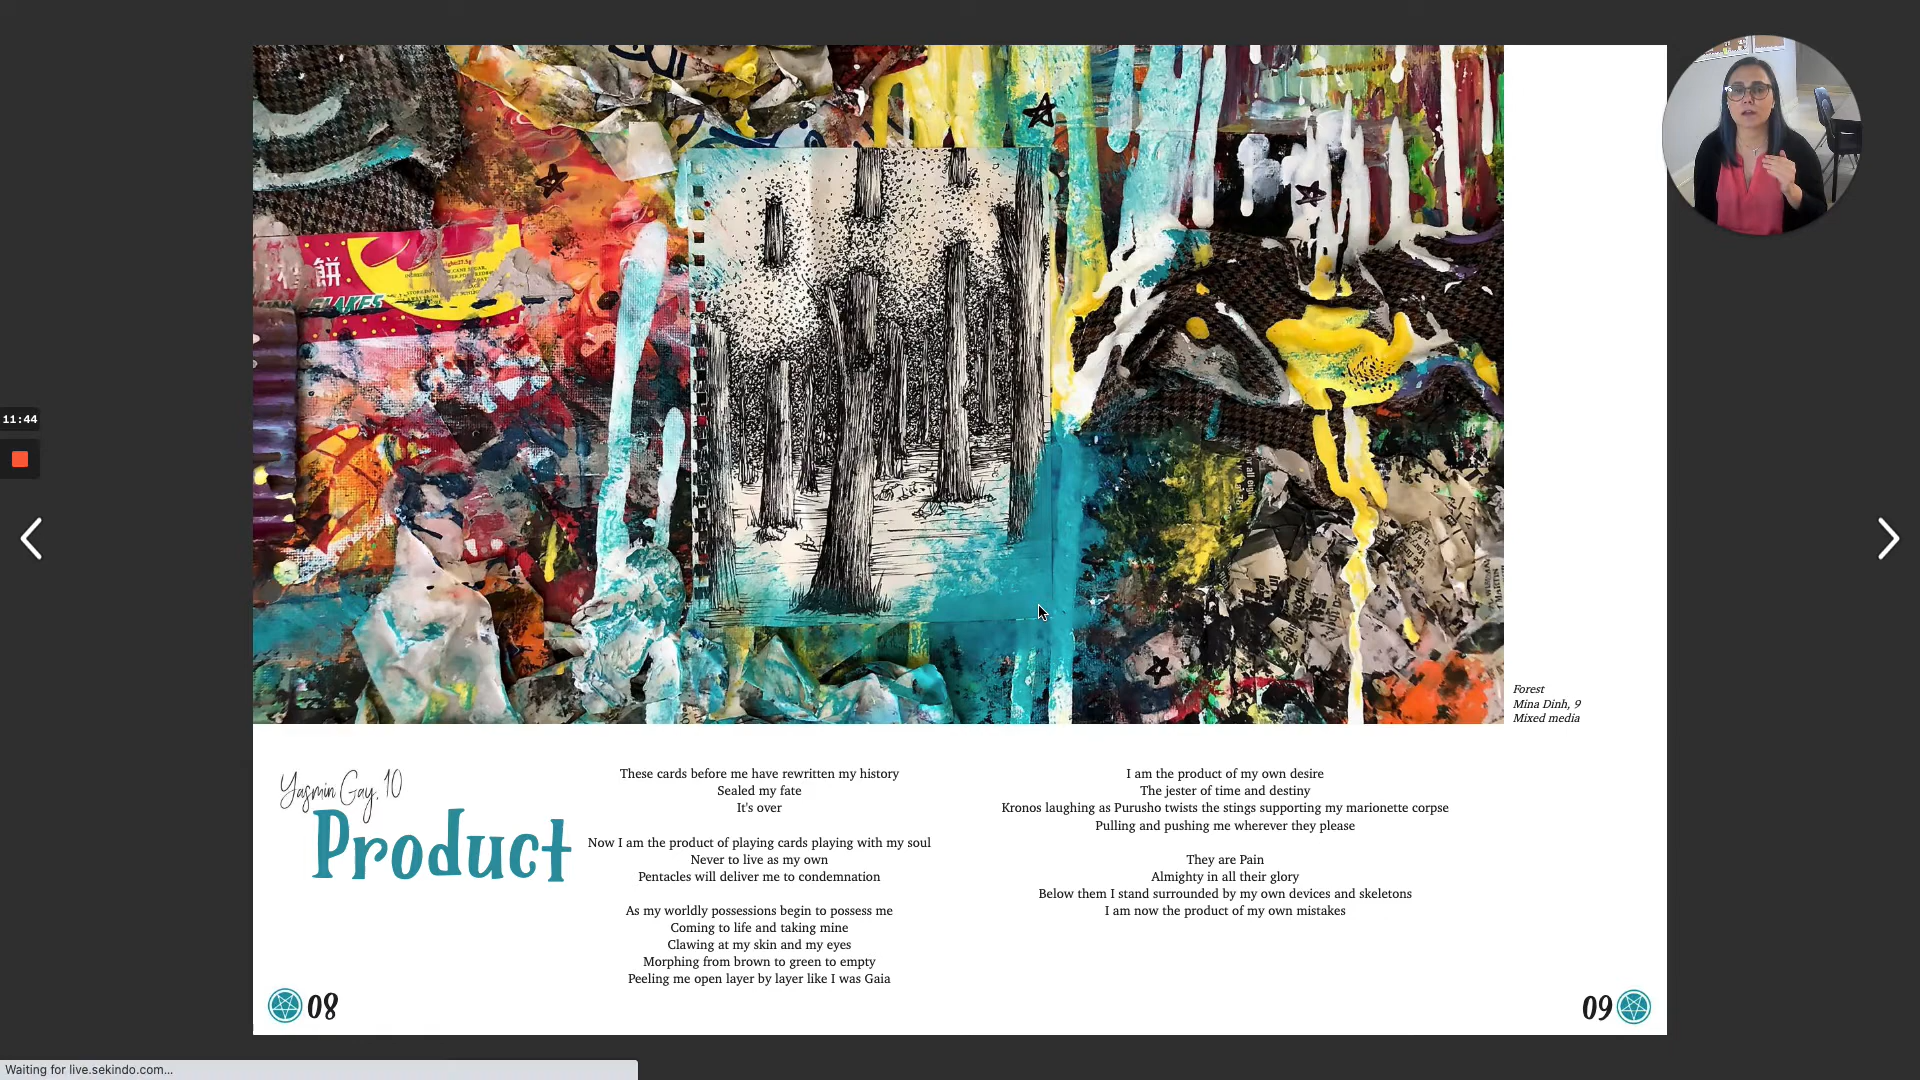 餅
FLAKES
11:44
Forest
Mina Dinh, 9
Mixed media
Yasmin Gay, 10
Product
These cards before me have rewritten my history
Sealed my fate
It's over
Now I am the product of playing cards playing with my soul
Never to live as my own
Pentacles will deliver me to condemnation
As my worldly possessions begin to possess me
Coming to life and taking mine
Clawing at my skin and my eyes
Morphing from brown to green to empty
Peeling me open layer by layer like I was Gaia
I am the product of my own desire
The jester of time and destiny
Kronos laughing as Purusho twists the stings supporting my marionette corpse
Pulling and pushing me wherever they please
They are Pain
Almighty in all their glory
Below them I stand surrounded by my own devices and skeletons
I am now the product of my own mistakes
08
09
Waiting for live.sekindo.com...